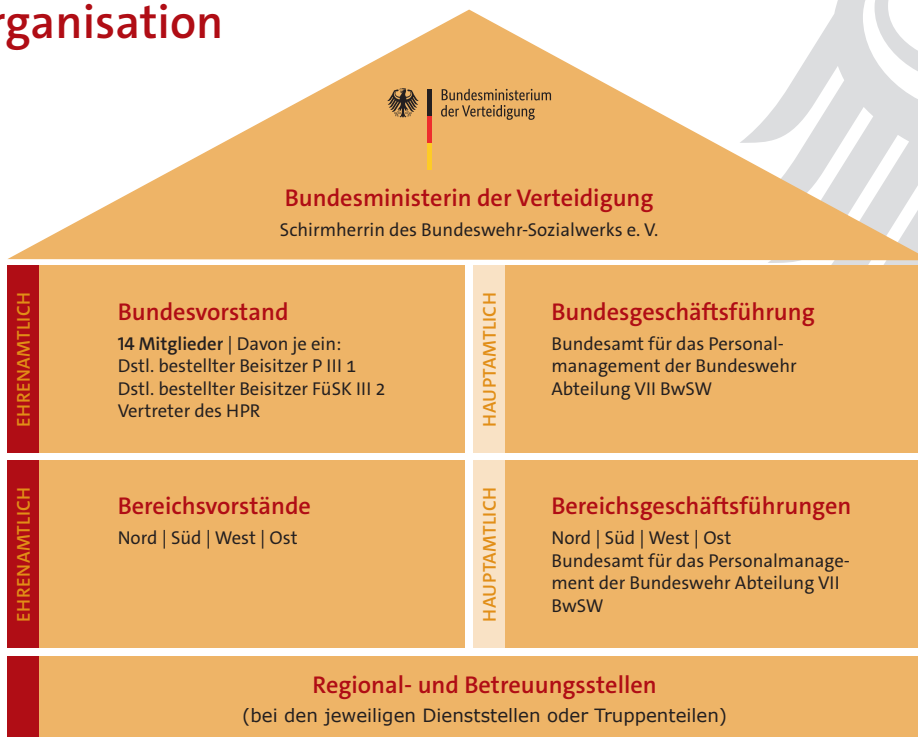 rganisation
Bundesministerium
der Verteidigung
Bundesministerin der Verteidigung
Schirmherrin des Bundeswehr-Sozialwerks e. V.
EHRENAMTLICH
Bundesvorstand
14 Mitglieder | Davon je ein:
Dstl. bestellter Beisitzer P III 1
Dstl. bestellter Beisitzer FüSK III 2
Vertreter des HPR
HAUPTAMTLICH
Bundesgeschäftsführung
Bundesamt für das Personal-
management der Bundeswehr
Abteilung VII BwSW
EHRENAMTLICH
Bereichsvorstände
Nord | Süd | West | Ost
HAUPTAMTLICH
Bereichsgeschäftsführungen
Nord | Süd | West | Ost
Bundesamt für das Personalmanage-
ment der Bundeswehr Abteilung VII
BwSW
Regional- und Betreuungsstellen
(bei den jeweiligen Dienststellen oder Truppenteilen)